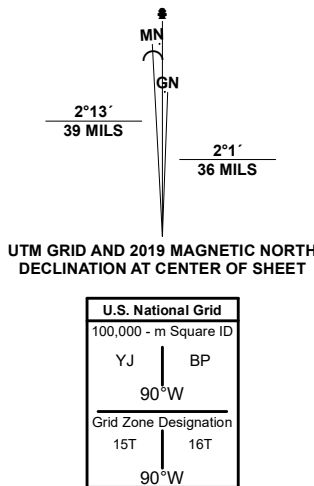 MN
GN
2°13´
39 MILS
2°1´
36 MILS
UTM GRID AND 2019 MAGNETIC NORTH
DECLINATION AT CENTER OF SHEET
U.S. National Grid
100,000 - m Square ID
YJ BP
90°W
Grid Zone Designation
15T 16T
90°W